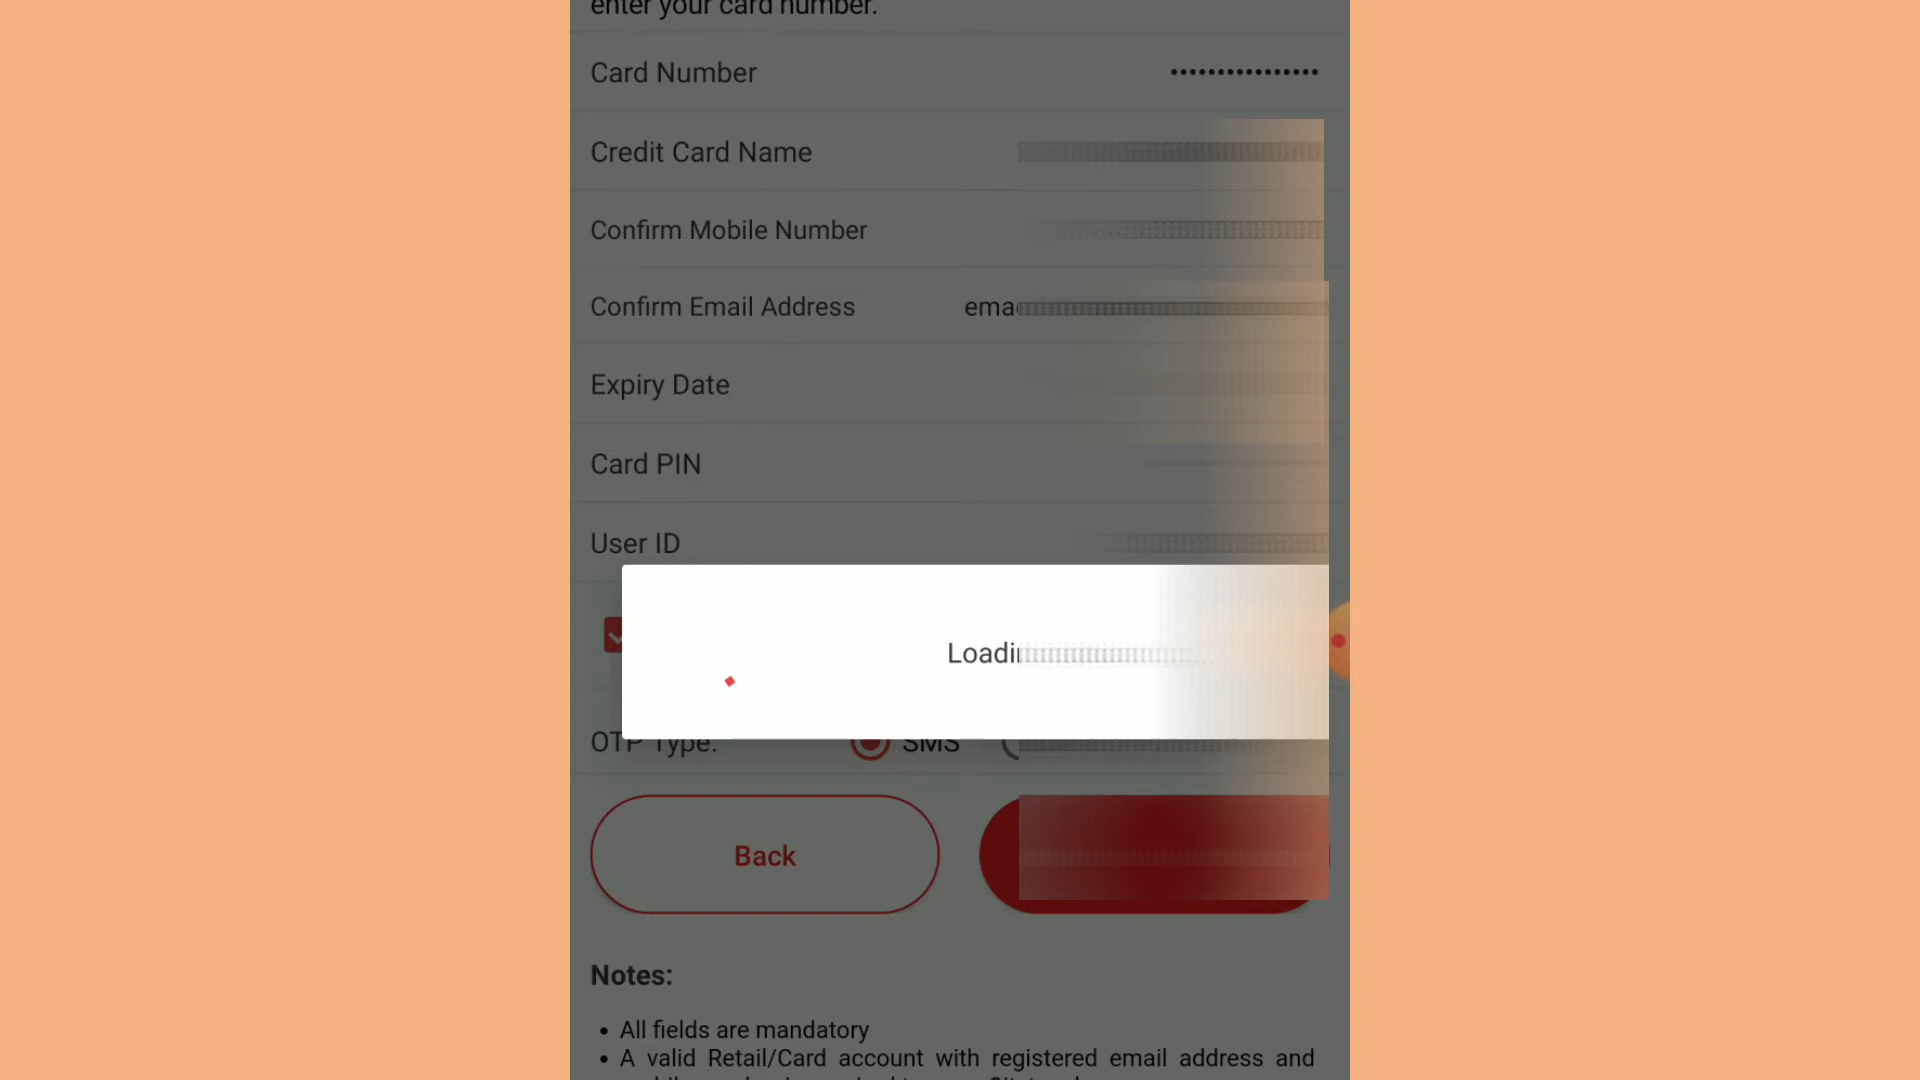 enter your card number.
Card Number ••••••••••••••••
Credit Card Name
Confirm Mobile Number
Confirm Email Address
Expiry Date
Card PIN
User ID
OTP Type: SMS
Back
Notes:
• All fields are mandatory
• A valid Retail/Card account with registered email address and